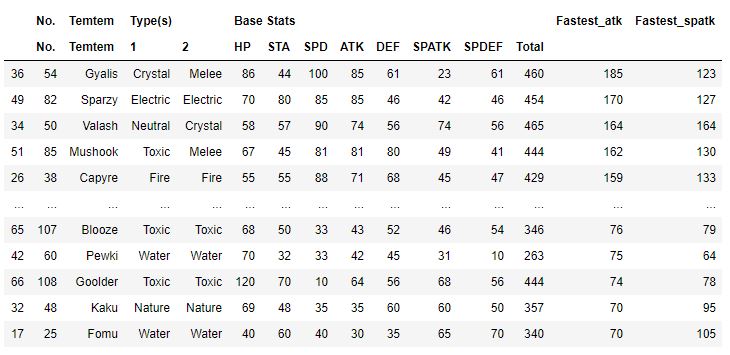 No. Temtem Type(s) Base Stats Fastest_atk Fastest_spatk
No. Temtem 1 2 HP STA SPD ATK DEF SPATK SPDEF Total
36 54 Gyalis Crystal Melee 86 44 100 85 61 23 61 460 185 123
49 82 Sparzy Electric Electric 70 80 85 85 46 42 46 454 170 127
34 50 Valash Neutral Crystal 58 57 90 74 56 74 56 465 164 164
51 85 Mushook Toxic Melee 67 45 81 81 80 49 41 444 162 130
26 38 Capyre Fire Fire 55 55 88 71 68 45 47 429 159 133
... ... ... ... ... ... ... ... ... ... ... ... ... ... ...
65 107 Blooze Toxic Toxic 68 50 33 43 52 46 54 346 76 79
42 60 Pewki Water Water 70 32 33 42 45 31 10 263 75 64
66 108 Goolder Toxic Toxic 120 70 10 64 56 68 56 444 74 78
32 48 Kaku Nature Nature 69 48 35 35 60 60 50 357 70 95
17 25 Fomu Water Water 40 60 40 30 35 65 70 340 70 105